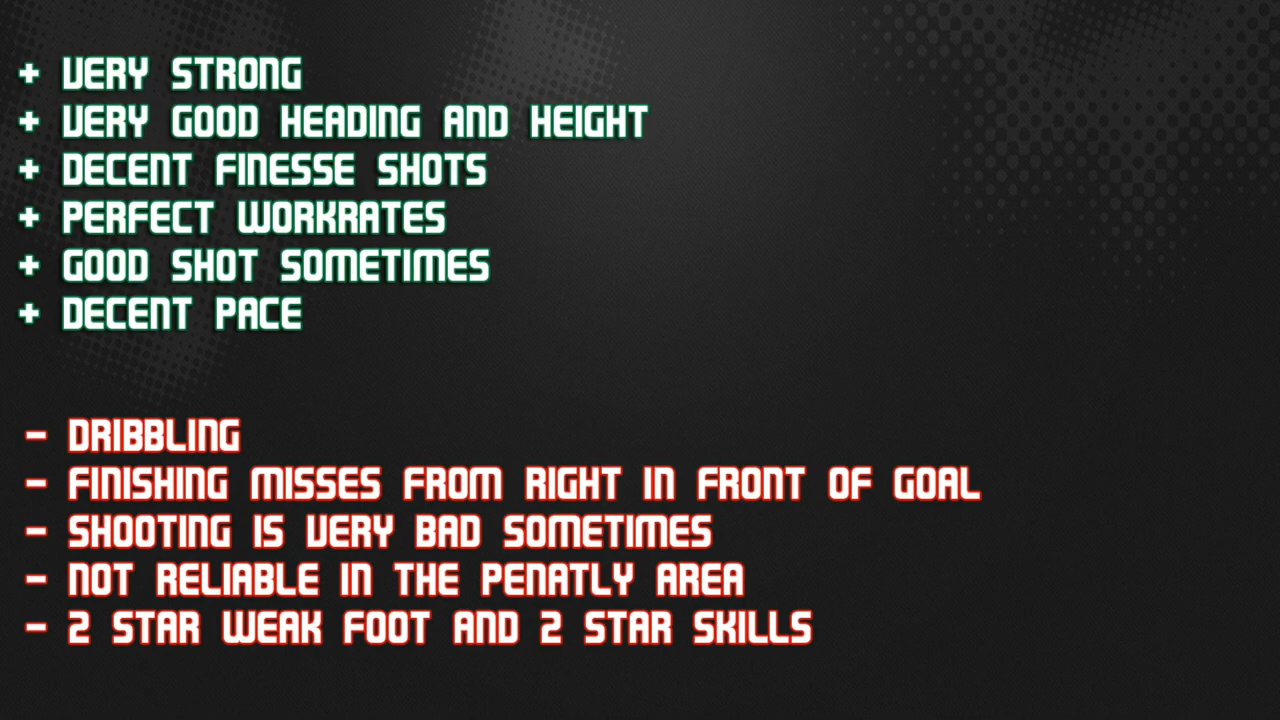 + VERY STRONG
+ VERY GOOD HEADING AND HEIGHT
+ DECENT FINESSE SHOTS
+ PERFECT WORKRATES
+ GOOD SHOT SOMETIMES
+ DECENT PACE
- DRIBBLING
- FINISHING MISSES FROM RIGHT IN FRONT OF GOAL
- SHOOTING IS VERY BAD SOMETIMES
- NOT RELIABLE IN THE PENATLY AREA
- 2 STAR WEAK FOOT AND 2 STAR SKILLS